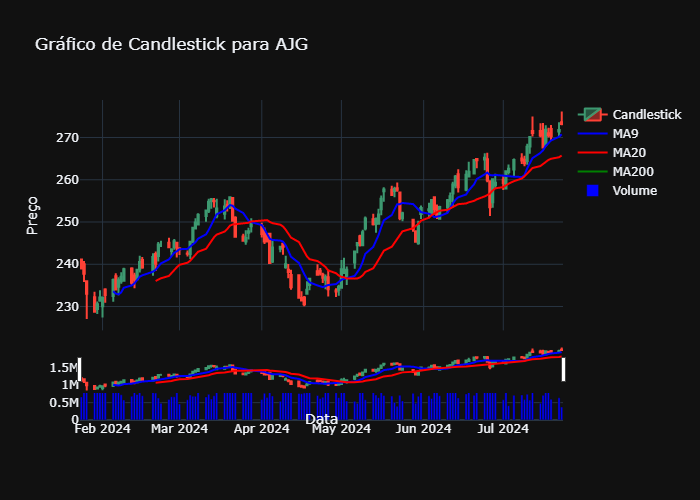 Gráfico de Candlestick para AJG
Candlestick
MA9
MA20
MA200
Volume
Preço
270
260
250
240
230
1.5M
1M
0.5M
0
Data
Feb 2024
Mar 2024
Apr 2024
May 2024
Jun 2024
Jul 2024